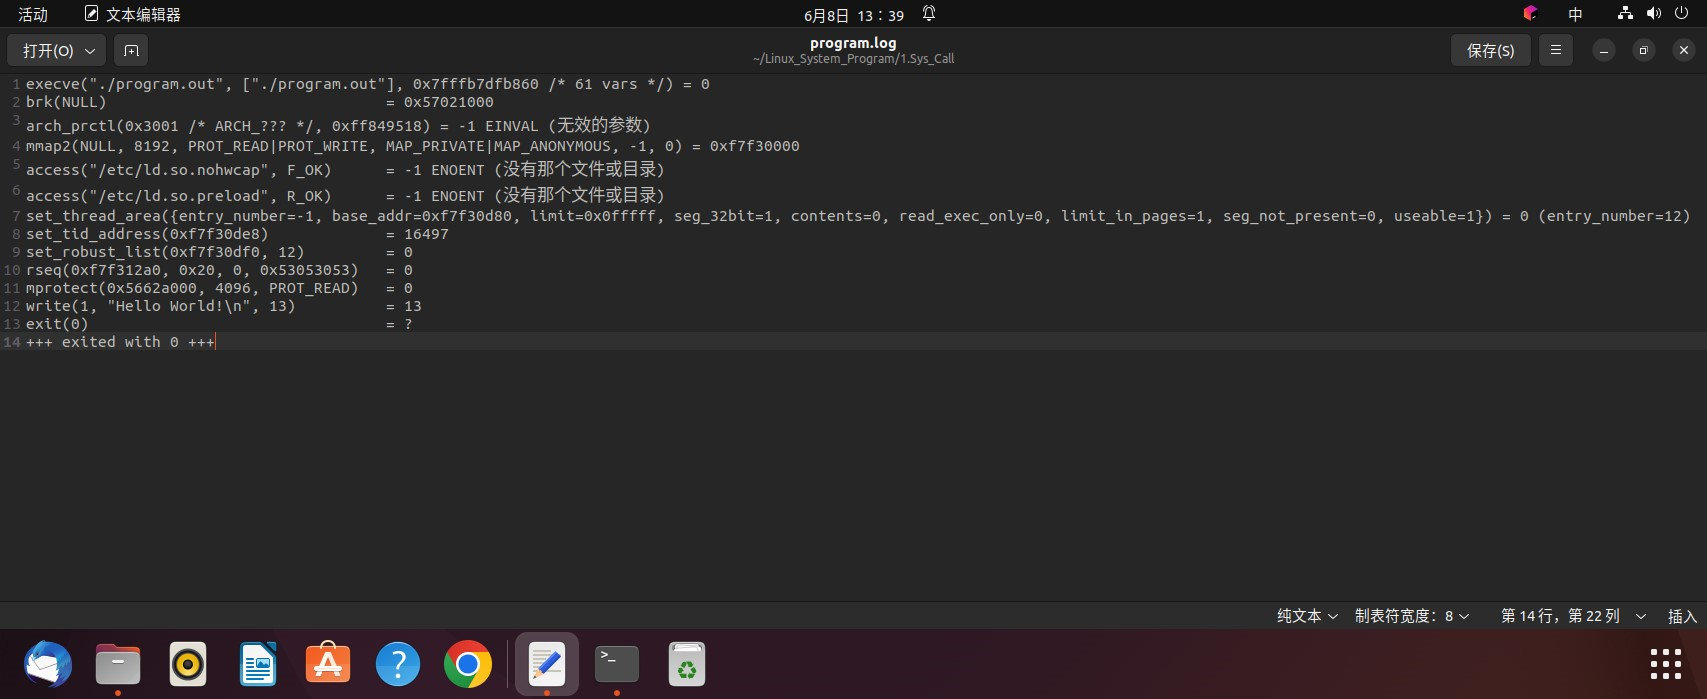 活动 文本编辑器 6月8日 13：39 中
打开(O) program.log 保存(S)
~/Linux_System_Program/1.Sys_Call
1 execve("./program.out", ["./program.out"], 0x7fffb7dfb860 /* 61 vars */) = 0
2 brk(NULL) = 0x57021000
3 arch_prctl(0x3001 /* ARCH_??? */, 0xff849518) = -1 EINVAL (无效的参数)
4 mmap2(NULL, 8192, PROT_READ|PROT_WRITE, MAP_PRIVATE|MAP_ANONYMOUS, -1, 0) = 0xf7f30000
5 access("/etc/ld.so.nohwcap", F_OK) = -1 ENOENT (没有那个文件或目录)
6 access("/etc/ld.so.preload", R_OK) = -1 ENOENT (没有那个文件或目录)
7 set_thread_area({entry_number=-1, base_addr=0xf7f30d80, limit=0x0fffff, seg_32bit=1, contents=0, read_exec_only=0, limit_in_pages=1, seg_not_present=0, useable=1}) = 0 (entry_number=12)
8 set_tid_address(0xf7f30de8) = 16497
9 set_robust_list(0xf7f30df0, 12) = 0
10 rseq(0xf7f312a0, 0x20, 0, 0x53053053) = 0
11 mprotect(0x5662a000, 4096, PROT_READ) = 0
12 write(1, "Hello World!\n", 13) = 13
13 exit(0) = ?
14 +++ exited with 0 +++
纯文本 制表符宽度：8 第 14 行，第 22 列 插入